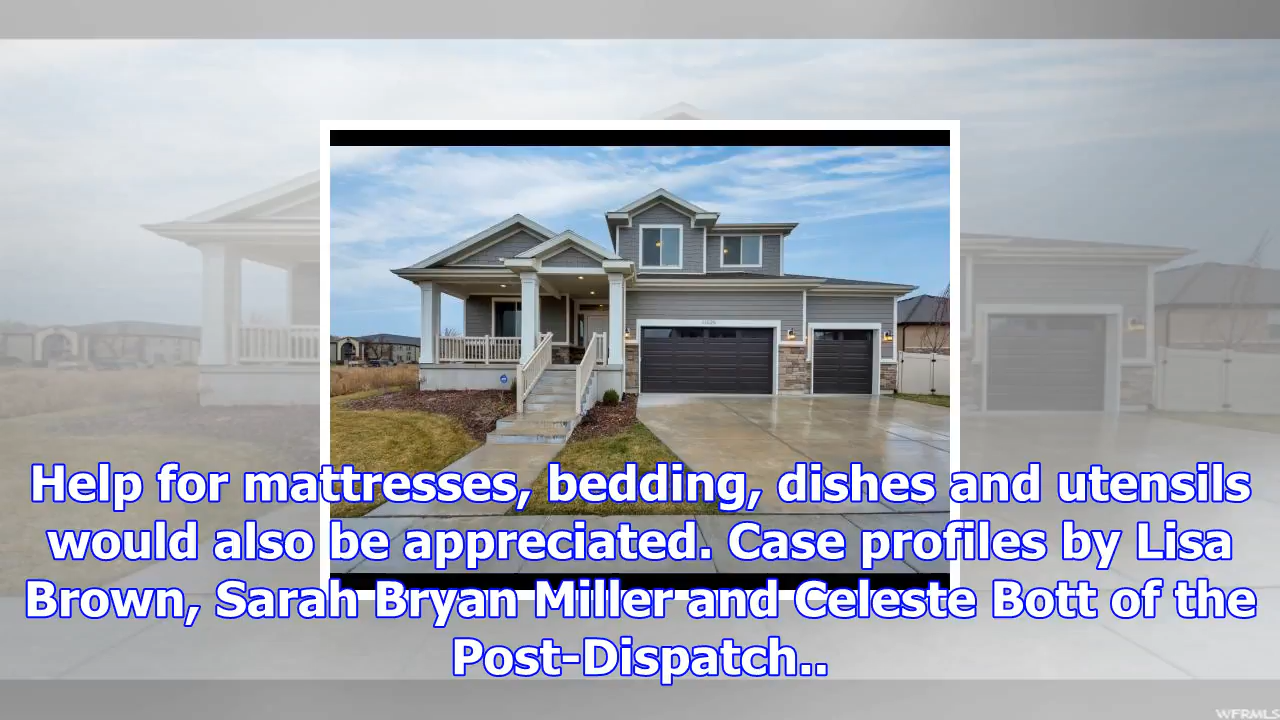 Help for mattresses, bedding, dishes and utensils
would also be appreciated. Case profiles by Lisa
Brown, Sarah Bryan Miller and Celeste Bott of the
Post-Dispatch..
WFRMLS